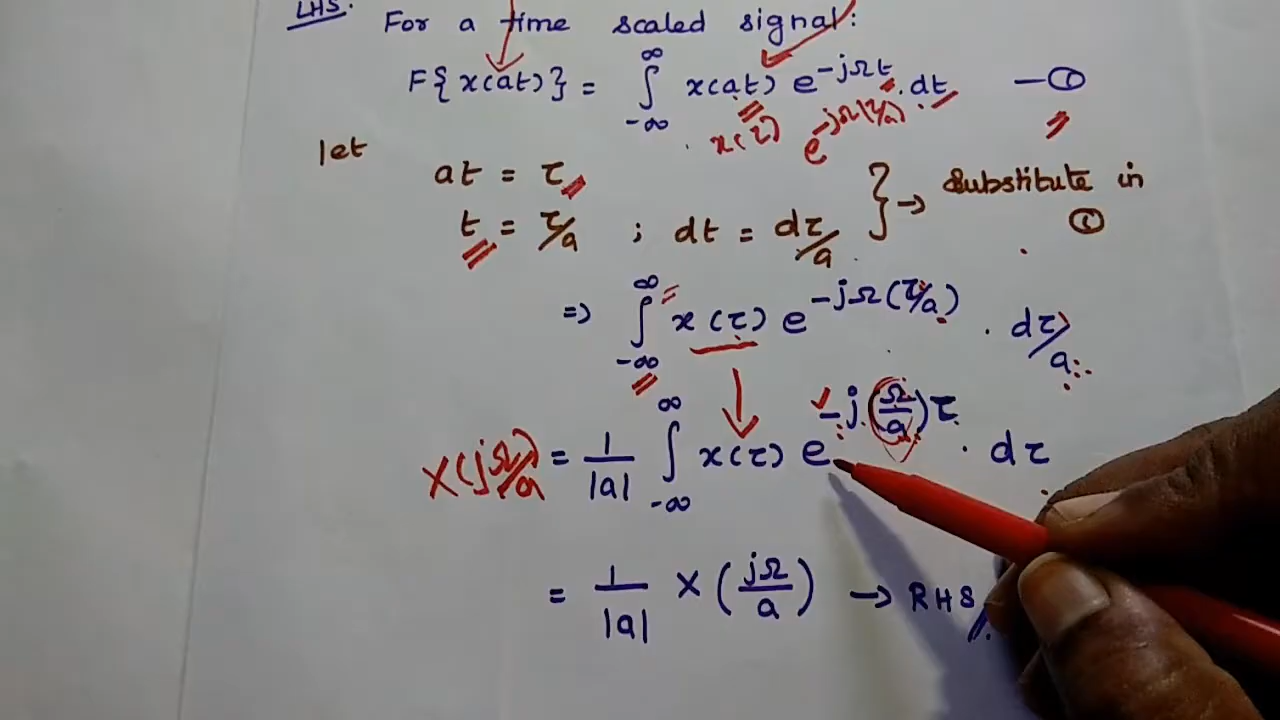 LHS: For a time scaled signal:
F{x(at)} = ∫_{-∞}^{∞} x(at) e^{-jΩt} . dt — ①
x(τ) e^{-jΩ(τ/a)}
let
at = τ
t = τ/a ; dt = dτ/a } → Substitute in ①
=> ∫_{-∞}^{∞} x(τ) e^{-jΩ(τ/a)} . dτ/a
X(jΩ/a) = 1/|a| ∫_{-∞}^{∞} x(τ) e^{-j(Ω/a)τ} . dτ
= 1/|a| X(jΩ/a) → RHS